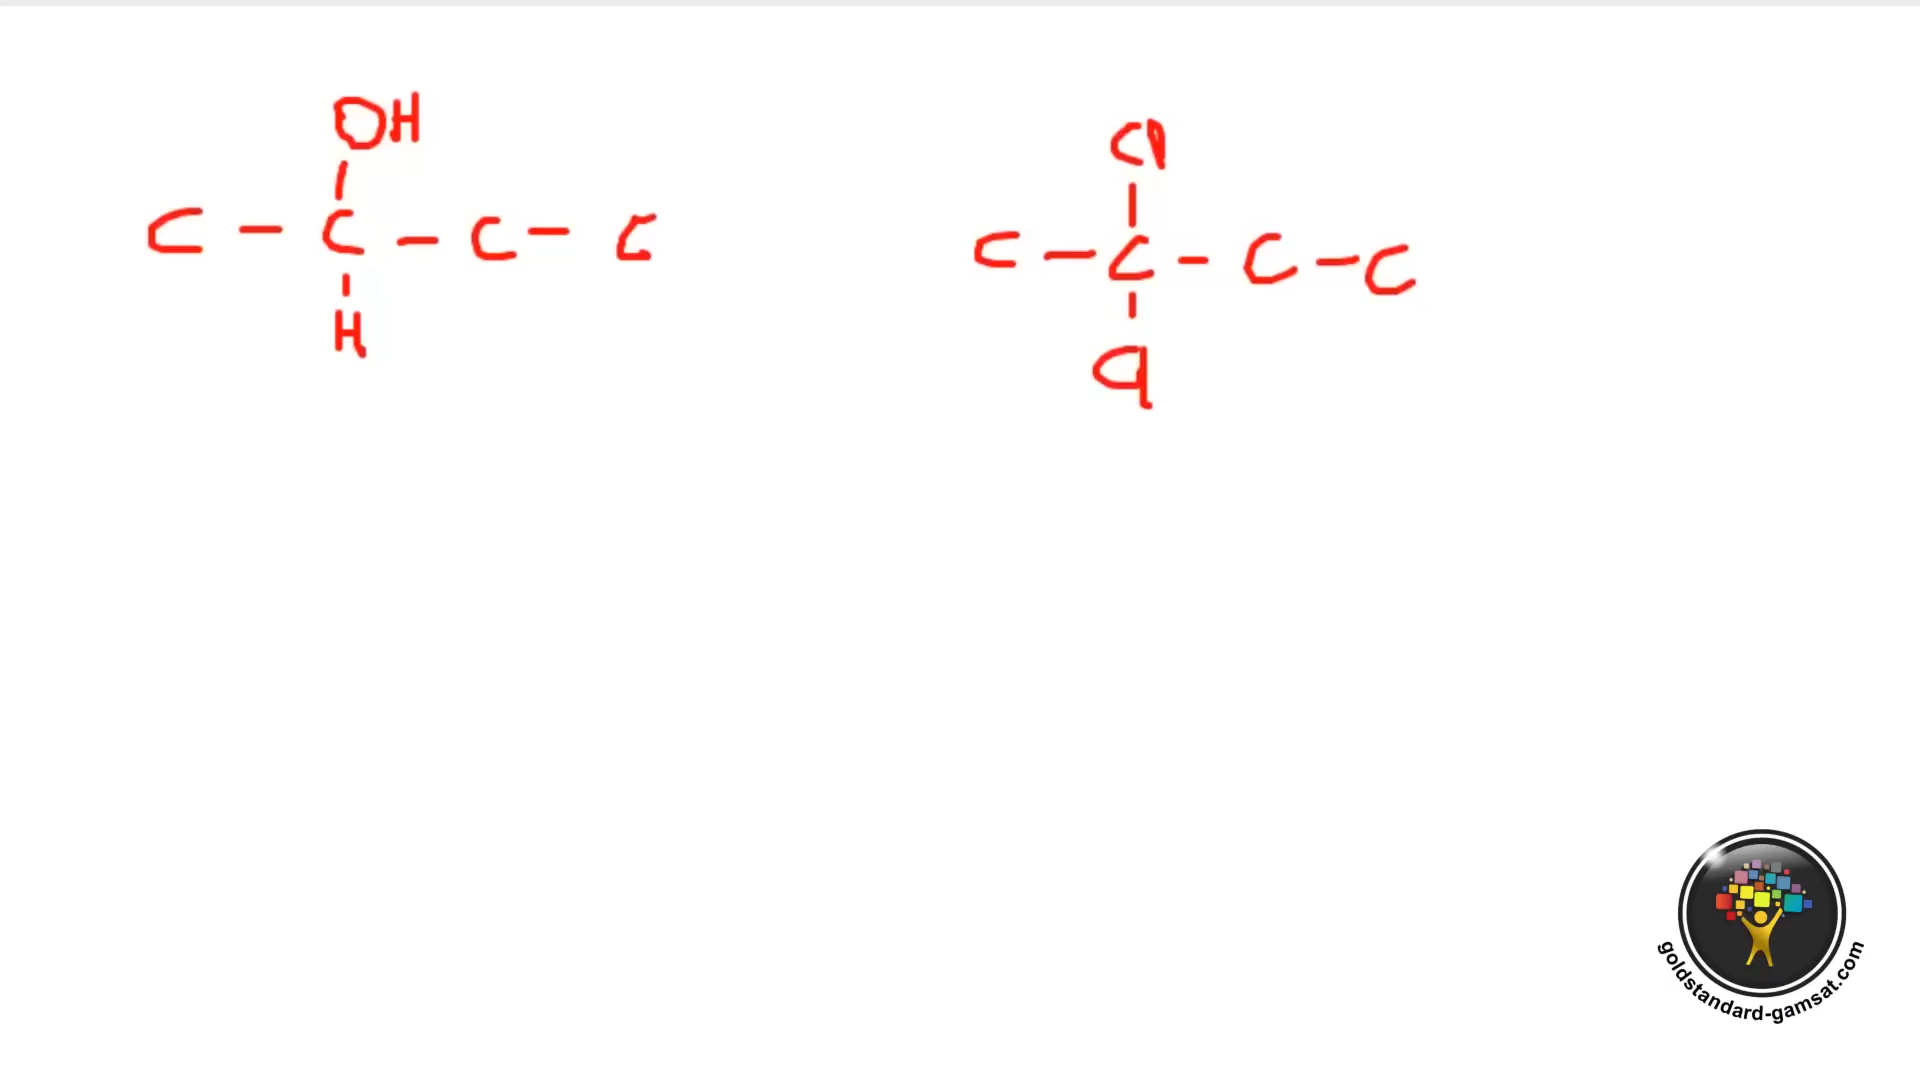 OH
C - C - C - C
H
Cl
C - C - C - C
Cl
goldstandard-gamsat.com